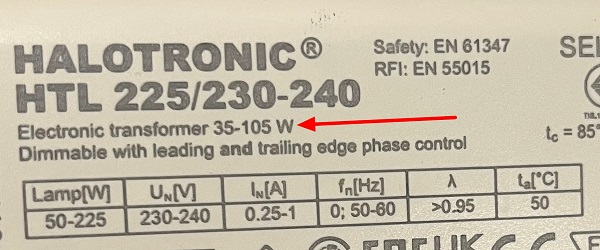 HALOTRONIC®
HTL 225/230-240
Electronic transformer 35-105 W
Dimmable with leading and trailing edge phase control
Safety: EN 61347
RFI: EN 55015
SEL
tc = 85°
Lamp[W] UN[V] IN[A] fn[Hz] λ ta[°C]
50-225 230-240 0.25-1 0; 50-60 >0.95 50